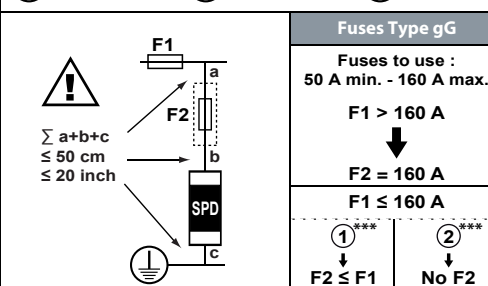 F1
a
F2
∑ a+b+c
≤ 50 cm
≤ 20 inch
b
SPD
c
Fuses Type gG
Fuses to use :
50 A min. - 160 A max.
F1 > 160 A
F2 = 160 A
F1 ≤ 160 A
1*** 2***
F2 ≤ F1 No F2